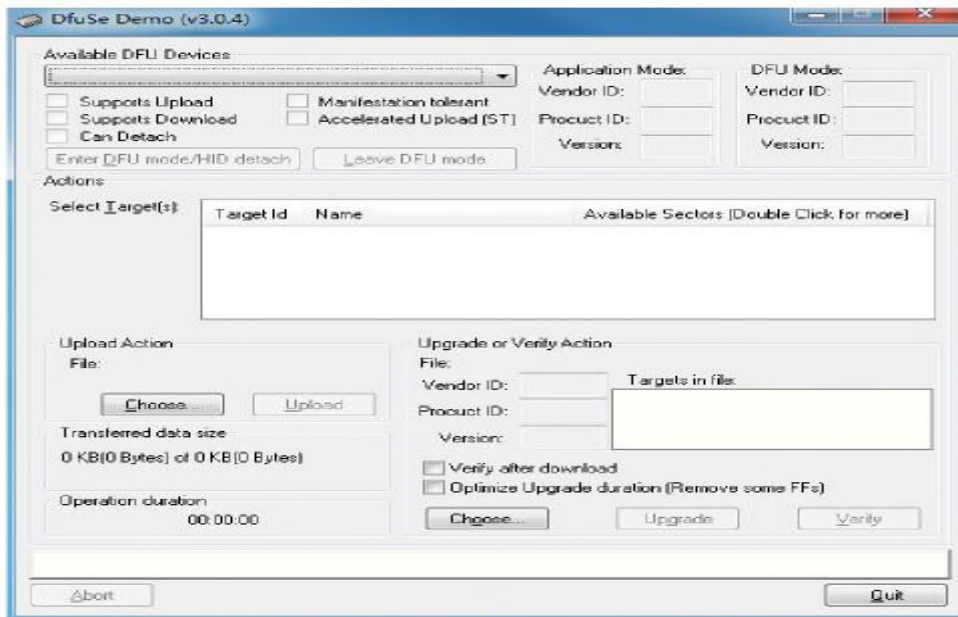 DfuSe Demo (v3.0.4)
Available DFU Devices
Supports Upload
Supports Download
Can Detach
Manifestation tolerant
Accelerated Upload (ST)
Enter DFU mode/HID detach
Leave DFU mode
Application Mode:
Vendor ID:
Procuct ID:
Version:
DFU Mode:
Vendor ID:
Procuct ID:
Version:
Actions
Select Target(s):
Target Id Name Available Sectors (Double Click for more)
Upload Action
File:
Choose... Upload
Transferred data size
0 KB(0 Bytes) of 0 KB(0 Bytes)
Operation duration
00:00:00
Upgrade or Verify Action
File:
Vendor ID:
Procuct ID:
Version:
Targets in file:
Verify after download
Optimize Upgrade duration (Remove some FFs)
Choose... Upgrade Verify
Abort Quit